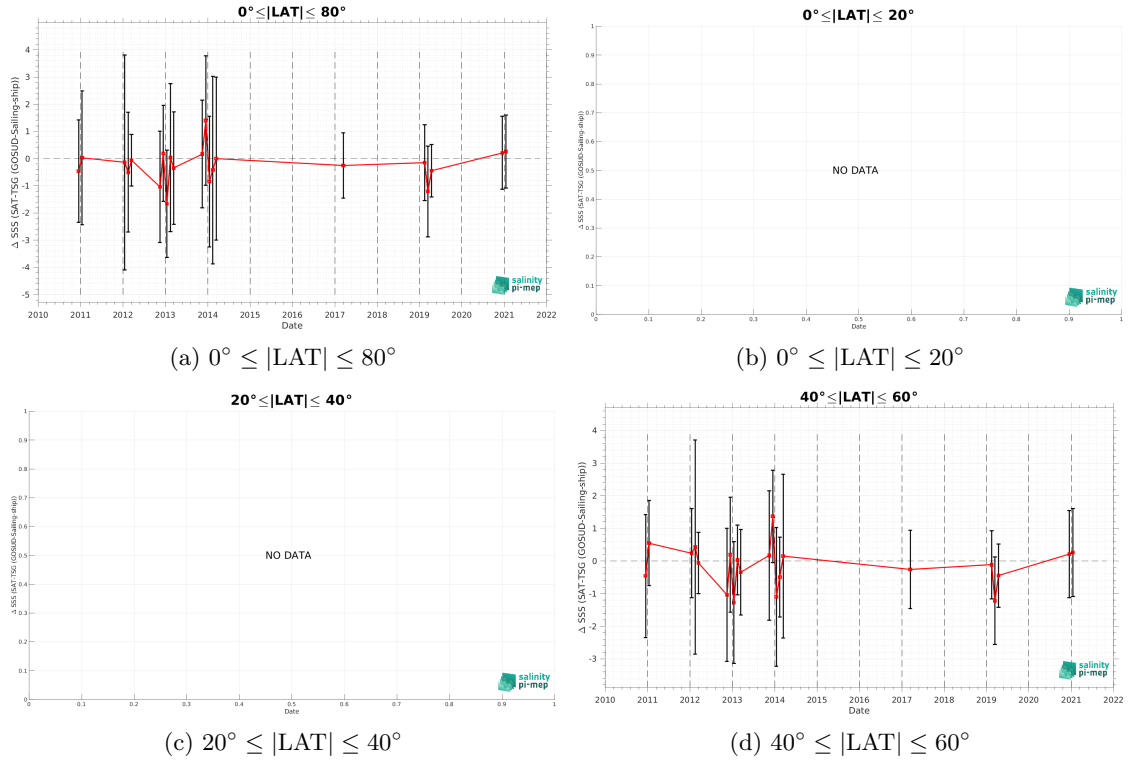 0°≤|LAT|≤ 80°
Δ SSS (SAT-TSG (GOSUD-Sailing-ship))
4
3
2
1
0
-1
-2
-3
-4
-5
2010 2011 2012 2013 2014 2015 2016 2017 2018 2019 2020 2021 2022
Date
salinity
pi-mep
(a) 0° ≤ |LAT| ≤ 80°
0°≤|LAT|≤ 20°
Δ SSS (SAT-TSG (GOSUD-Sailing-ship))
1
0.9
0.8
0.7
0.6
0.5
0.4
0.3
0.2
0.1
0
NO DATA
0 0.1 0.2 0.3 0.4 0.5 0.6 0.7 0.8 0.9 1
Date
salinity
pi-mep
(b) 0° ≤ |LAT| ≤ 20°
20°≤|LAT|≤ 40°
Δ SSS (SAT-TSG (GOSUD-Sailing-ship))
1
0.9
0.8
0.7
0.6
0.5
0.4
0.3
0.2
0.1
0
NO DATA
0 0.1 0.2 0.3 0.4 0.5 0.6 0.7 0.8 0.9 1
Date
salinity
pi-mep
(c) 20° ≤ |LAT| ≤ 40°
40°≤|LAT|≤ 60°
Δ SSS (SAT-TSG (GOSUD-Sailing-ship))
4
3
2
1
0
-1
-2
-3
2010 2011 2012 2013 2014 2015 2016 2017 2018 2019 2020 2021 2022
Date
salinity
pi-mep
(d) 40° ≤ |LAT| ≤ 60°